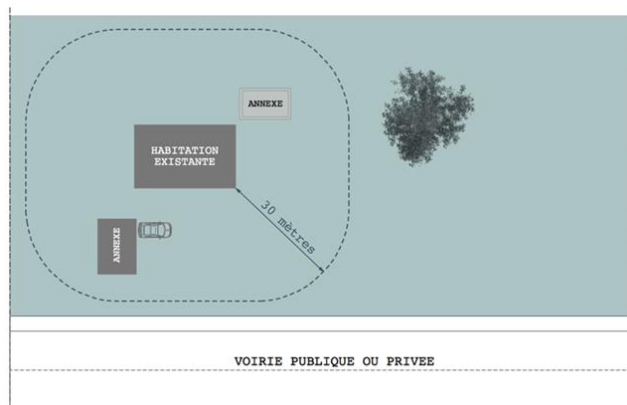 ANNEXE
HABITATION
EXISTANTE
30 mètres
ANNEXE
VOIRIE PUBLIQUE OU PRIVEE